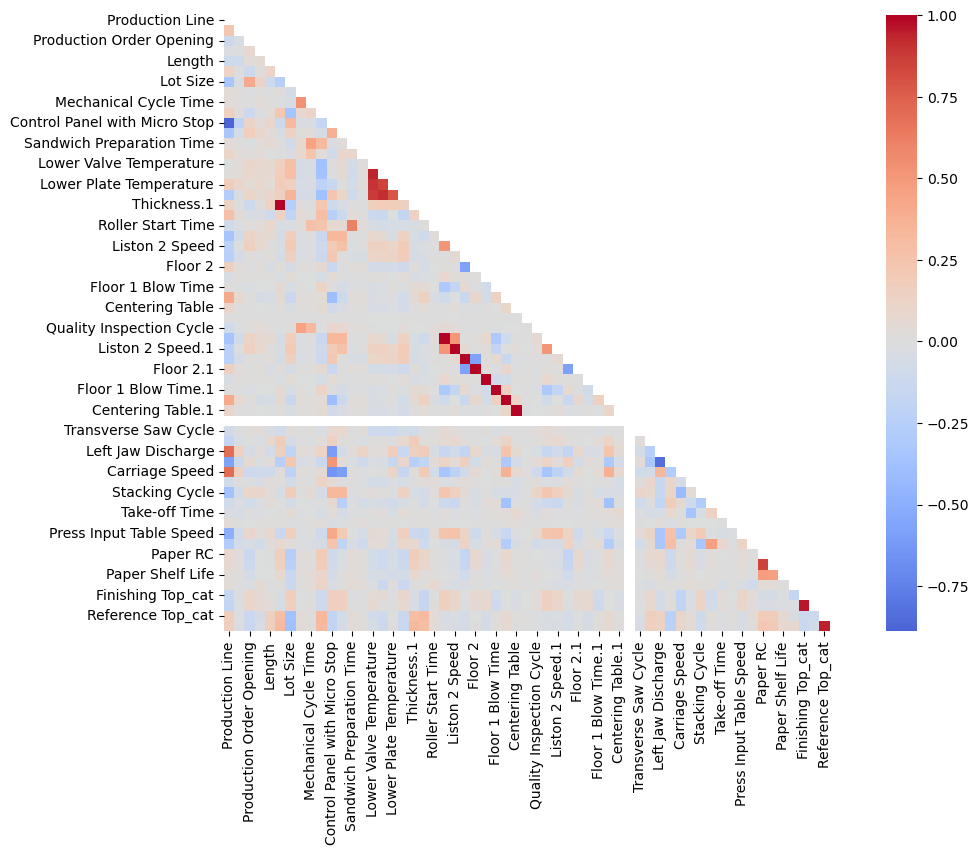 Production Line
Production Order Opening
Length
Lot Size
Mechanical Cycle Time
Control Panel with Micro Stop
Sandwich Preparation Time
Lower Valve Temperature
Lower Plate Temperature
Thickness.1
Roller Start Time
Liston 2 Speed
Floor 2
Floor 1 Blow Time
Centering Table
Quality Inspection Cycle
Liston 2 Speed.1
Floor 2.1
Floor 1 Blow Time.1
Centering Table.1
Transverse Saw Cycle
Left Jaw Discharge
Carriage Speed
Stacking Cycle
Take-off Time
Press Input Table Speed
Paper RC
Paper Shelf Life
Finishing Top_cat
Reference Top_cat
Production Line
Production Order Opening
Length
Lot Size
Mechanical Cycle Time
Control Panel with Micro Stop
Sandwich Preparation Time
Lower Valve Temperature
Lower Plate Temperature
Thickness.1
Roller Start Time
Liston 2 Speed
Floor 2
Floor 1 Blow Time
Centering Table
Quality Inspection Cycle
Liston 2 Speed.1
Floor 2.1
Floor 1 Blow Time.1
Centering Table.1
Transverse Saw Cycle
Left Jaw Discharge
Carriage Speed
Stacking Cycle
Take-off Time
Press Input Table Speed
Paper RC
Paper Shelf Life
Finishing Top_cat
Reference Top_cat
1.00
0.75
0.50
0.25
0.00
−0.25
−0.50
−0.75